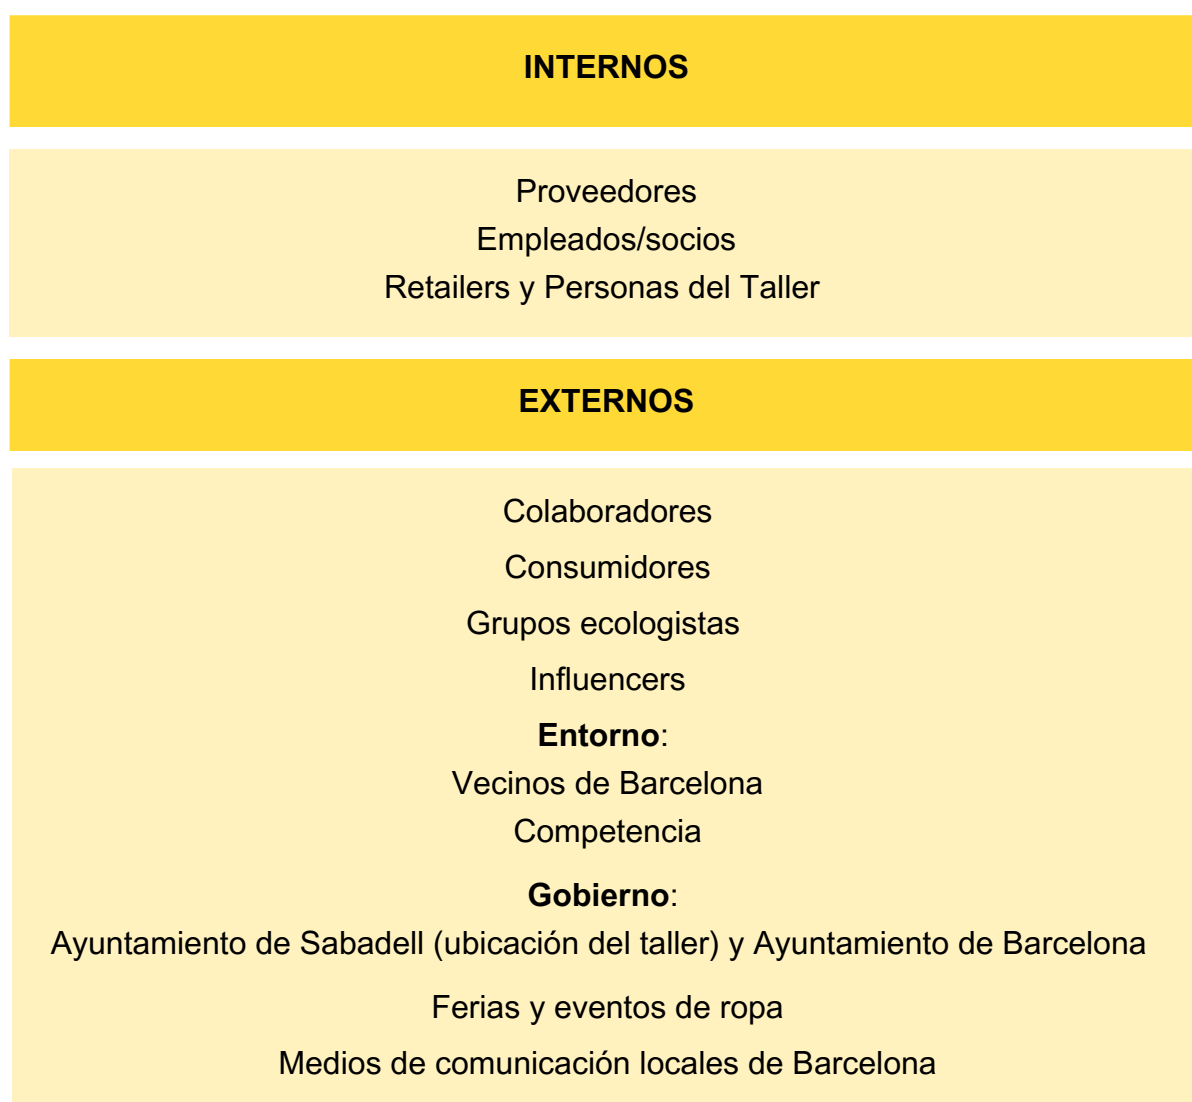 INTERNOS
Proveedores
Empleados/socios
Retailers y Personas del Taller
EXTERNOS
Colaboradores
Consumidores
Grupos ecologistas
Influencers
Entorno:
Vecinos de Barcelona
Competencia
Gobierno:
Ayuntamiento de Sabadell (ubicación del taller) y Ayuntamiento de Barcelona
Ferias y eventos de ropa
Medios de comunicación locales de Barcelona